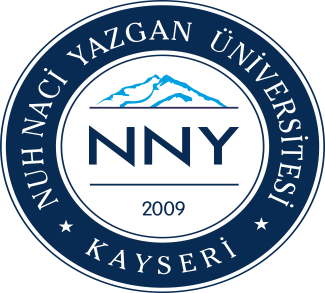 NUH NACİ YAZGAN ÜNİVERSİTESİ
NNY
2009
KAYSERİ